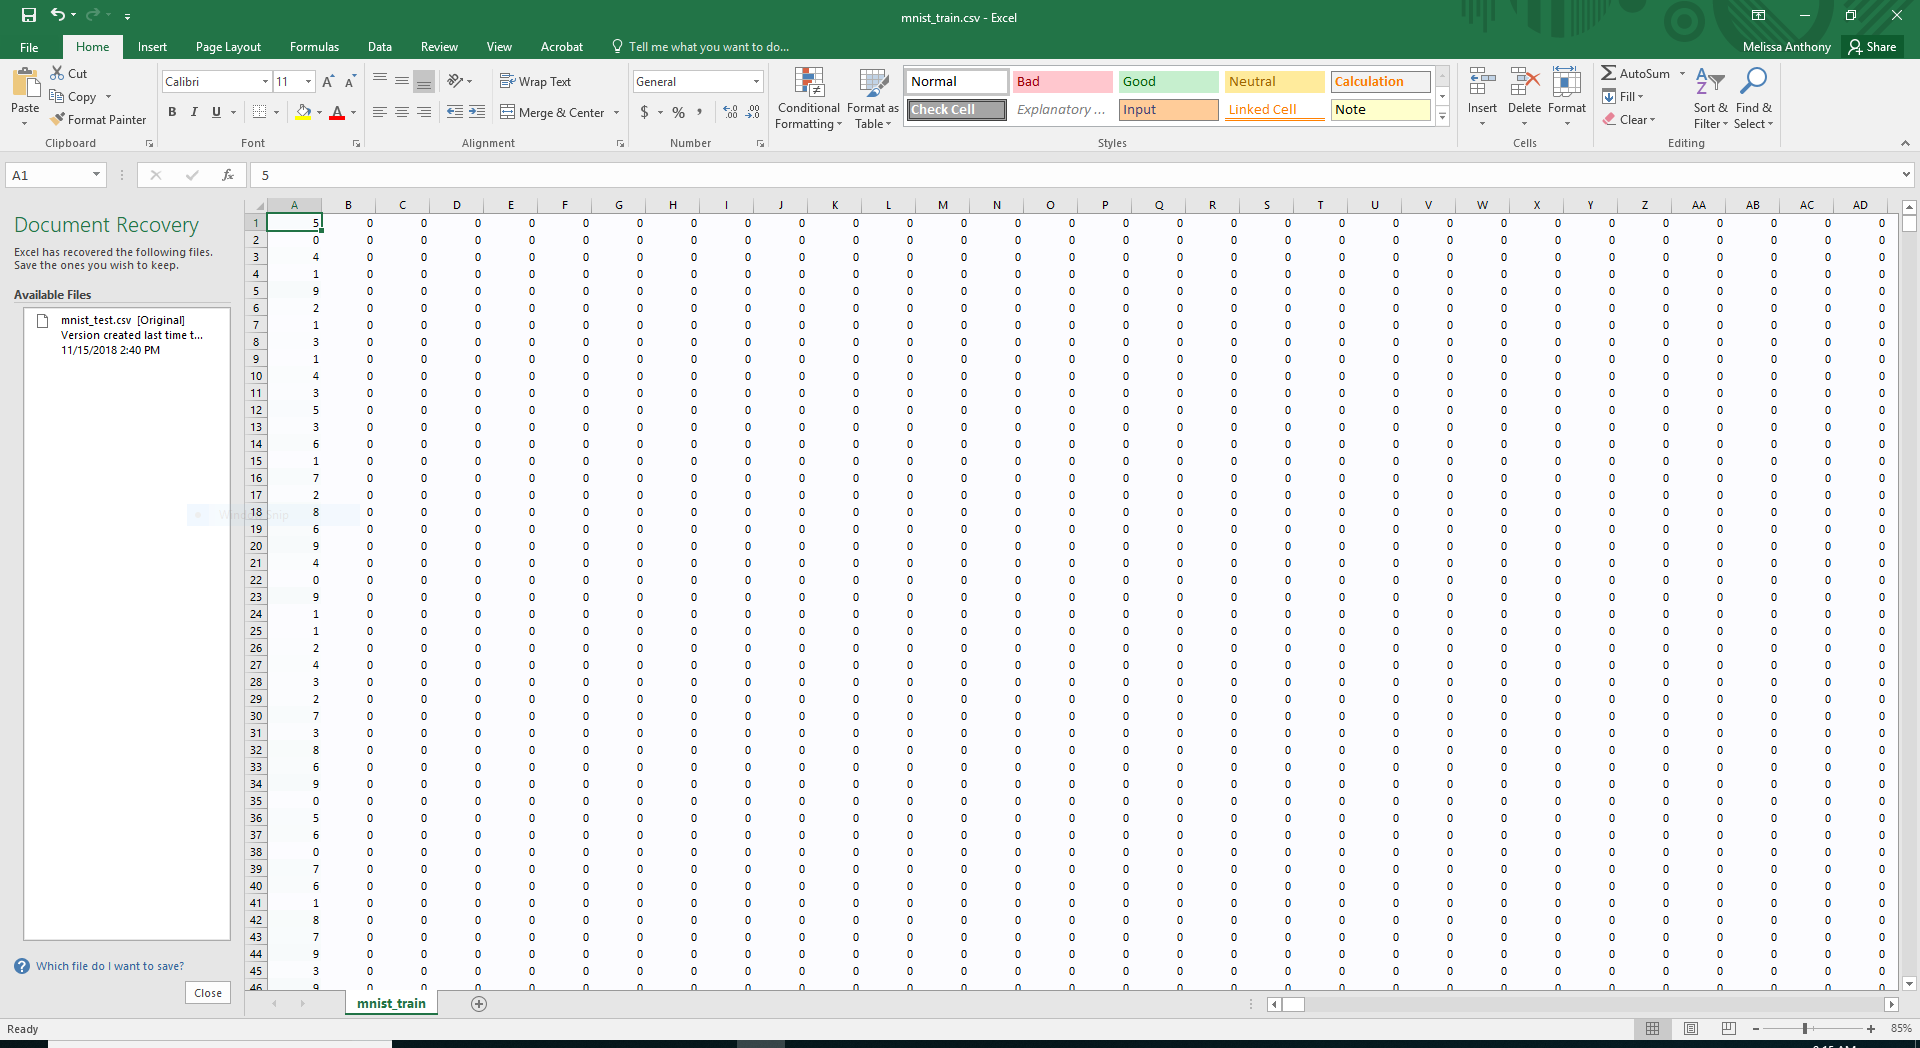 mnist_train.csv - Excel
File Home Insert Page Layout Formulas Data Review View Acrobat Tell me what you want to do... Melissa Anthony Share
Paste
Cut
Copy
Format Painter
Clipboard
Calibri 11
B I U
Font
Wrap Text
Merge & Center
Alignment
General
$ % ,
Number
Conditional Formatting
Format as Table
Normal Bad Good Neutral Calculation
Check Cell Explanatory ... Input Linked Cell Note
Styles
Insert Delete Format
Cells
AutoSum
Fill
Clear
Sort & Filter
Find & Select
Editing
A1 fx 5
Document Recovery
Excel has recovered the following files.
Save the ones you wish to keep.
Available Files
mnist_test.csv [Original]
Version created last time t...
11/15/2018 2:40 PM
Which file do I want to save?
Close
A B C D E F G H I J K L M N O P Q R S T U V W X Y Z AA AB AC AD
1 5 0 0 0 0 0 0 0 0 0 0 0 0 0 0 0 0 0 0 0 0 0 0 0 0 0 0 0 0 0
2 0 0 0 0 0 0 0 0 0 0 0 0 0 0 0 0 0 0 0 0 0 0 0 0 0 0 0 0 0 0
3 4 0 0 0 0 0 0 0 0 0 0 0 0 0 0 0 0 0 0 0 0 0 0 0 0 0 0 0 0 0
4 1 0 0 0 0 0 0 0 0 0 0 0 0 0 0 0 0 0 0 0 0 0 0 0 0 0 0 0 0 0
5 9 0 0 0 0 0 0 0 0 0 0 0 0 0 0 0 0 0 0 0 0 0 0 0 0 0 0 0 0 0
6 2 0 0 0 0 0 0 0 0 0 0 0 0 0 0 0 0 0 0 0 0 0 0 0 0 0 0 0 0 0
7 1 0 0 0 0 0 0 0 0 0 0 0 0 0 0 0 0 0 0 0 0 0 0 0 0 0 0 0 0 0
8 3 0 0 0 0 0 0 0 0 0 0 0 0 0 0 0 0 0 0 0 0 0 0 0 0 0 0 0 0 0
9 1 0 0 0 0 0 0 0 0 0 0 0 0 0 0 0 0 0 0 0 0 0 0 0 0 0 0 0 0 0
10 4 0 0 0 0 0 0 0 0 0 0 0 0 0 0 0 0 0 0 0 0 0 0 0 0 0 0 0 0 0
11 3 0 0 0 0 0 0 0 0 0 0 0 0 0 0 0 0 0 0 0 0 0 0 0 0 0 0 0 0 0
12 5 0 0 0 0 0 0 0 0 0 0 0 0 0 0 0 0 0 0 0 0 0 0 0 0 0 0 0 0 0
13 3 0 0 0 0 0 0 0 0 0 0 0 0 0 0 0 0 0 0 0 0 0 0 0 0 0 0 0 0 0
14 6 0 0 0 0 0 0 0 0 0 0 0 0 0 0 0 0 0 0 0 0 0 0 0 0 0 0 0 0 0
15 1 0 0 0 0 0 0 0 0 0 0 0 0 0 0 0 0 0 0 0 0 0 0 0 0 0 0 0 0 0
16 7 0 0 0 0 0 0 0 0 0 0 0 0 0 0 0 0 0 0 0 0 0 0 0 0 0 0 0 0 0
17 2 0 0 0 0 0 0 0 0 0 0 0 0 0 0 0 0 0 0 0 0 0 0 0 0 0 0 0 0 0
18 8 0 0 0 0 0 0 0 0 0 0 0 0 0 0 0 0 0 0 0 0 0 0 0 0 0 0 0 0 0
19 6 0 0 0 0 0 0 0 0 0 0 0 0 0 0 0 0 0 0 0 0 0 0 0 0 0 0 0 0 0
20 9 0 0 0 0 0 0 0 0 0 0 0 0 0 0 0 0 0 0 0 0 0 0 0 0 0 0 0 0 0
21 4 0 0 0 0 0 0 0 0 0 0 0 0 0 0 0 0 0 0 0 0 0 0 0 0 0 0 0 0 0
22 0 0 0 0 0 0 0 0 0 0 0 0 0 0 0 0 0 0 0 0 0 0 0 0 0 0 0 0 0 0
23 9 0 0 0 0 0 0 0 0 0 0 0 0 0 0 0 0 0 0 0 0 0 0 0 0 0 0 0 0 0
24 1 0 0 0 0 0 0 0 0 0 0 0 0 0 0 0 0 0 0 0 0 0 0 0 0 0 0 0 0 0
25 1 0 0 0 0 0 0 0 0 0 0 0 0 0 0 0 0 0 0 0 0 0 0 0 0 0 0 0 0 0
26 2 0 0 0 0 0 0 0 0 0 0 0 0 0 0 0 0 0 0 0 0 0 0 0 0 0 0 0 0 0
27 4 0 0 0 0 0 0 0 0 0 0 0 0 0 0 0 0 0 0 0 0 0 0 0 0 0 0 0 0 0
28 3 0 0 0 0 0 0 0 0 0 0 0 0 0 0 0 0 0 0 0 0 0 0 0 0 0 0 0 0 0
29 2 0 0 0 0 0 0 0 0 0 0 0 0 0 0 0 0 0 0 0 0 0 0 0 0 0 0 0 0 0
30 7 0 0 0 0 0 0 0 0 0 0 0 0 0 0 0 0 0 0 0 0 0 0 0 0 0 0 0 0 0
31 3 0 0 0 0 0 0 0 0 0 0 0 0 0 0 0 0 0 0 0 0 0 0 0 0 0 0 0 0 0
32 8 0 0 0 0 0 0 0 0 0 0 0 0 0 0 0 0 0 0 0 0 0 0 0 0 0 0 0 0 0
33 6 0 0 0 0 0 0 0 0 0 0 0 0 0 0 0 0 0 0 0 0 0 0 0 0 0 0 0 0 0
34 9 0 0 0 0 0 0 0 0 0 0 0 0 0 0 0 0 0 0 0 0 0 0 0 0 0 0 0 0 0
35 0 0 0 0 0 0 0 0 0 0 0 0 0 0 0 0 0 0 0 0 0 0 0 0 0 0 0 0 0 0
36 5 0 0 0 0 0 0 0 0 0 0 0 0 0 0 0 0 0 0 0 0 0 0 0 0 0 0 0 0 0
37 6 0 0 0 0 0 0 0 0 0 0 0 0 0 0 0 0 0 0 0 0 0 0 0 0 0 0 0 0 0
38 0 0 0 0 0 0 0 0 0 0 0 0 0 0 0 0 0 0 0 0 0 0 0 0 0 0 0 0 0 0
39 7 0 0 0 0 0 0 0 0 0 0 0 0 0 0 0 0 0 0 0 0 0 0 0 0 0 0 0 0 0
40 6 0 0 0 0 0 0 0 0 0 0 0 0 0 0 0 0 0 0 0 0 0 0 0 0 0 0 0 0 0
41 1 0 0 0 0 0 0 0 0 0 0 0 0 0 0 0 0 0 0 0 0 0 0 0 0 0 0 0 0 0
42 8 0 0 0 0 0 0 0 0 0 0 0 0 0 0 0 0 0 0 0 0 0 0 0 0 0 0 0 0 0
43 7 0 0 0 0 0 0 0 0 0 0 0 0 0 0 0 0 0 0 0 0 0 0 0 0 0 0 0 0 0
44 9 0 0 0 0 0 0 0 0 0 0 0 0 0 0 0 0 0 0 0 0 0 0 0 0 0 0 0 0 0
45 3 0 0 0 0 0 0 0 0 0 0 0 0 0 0 0 0 0 0 0 0 0 0 0 0 0 0 0 0 0
46 9 0 0 0 0 0 0 0 0 0 0 0 0 0 0 0 0 0 0 0 0 0 0 0 0 0 0 0 0 0
mnist_train
Ready 85%